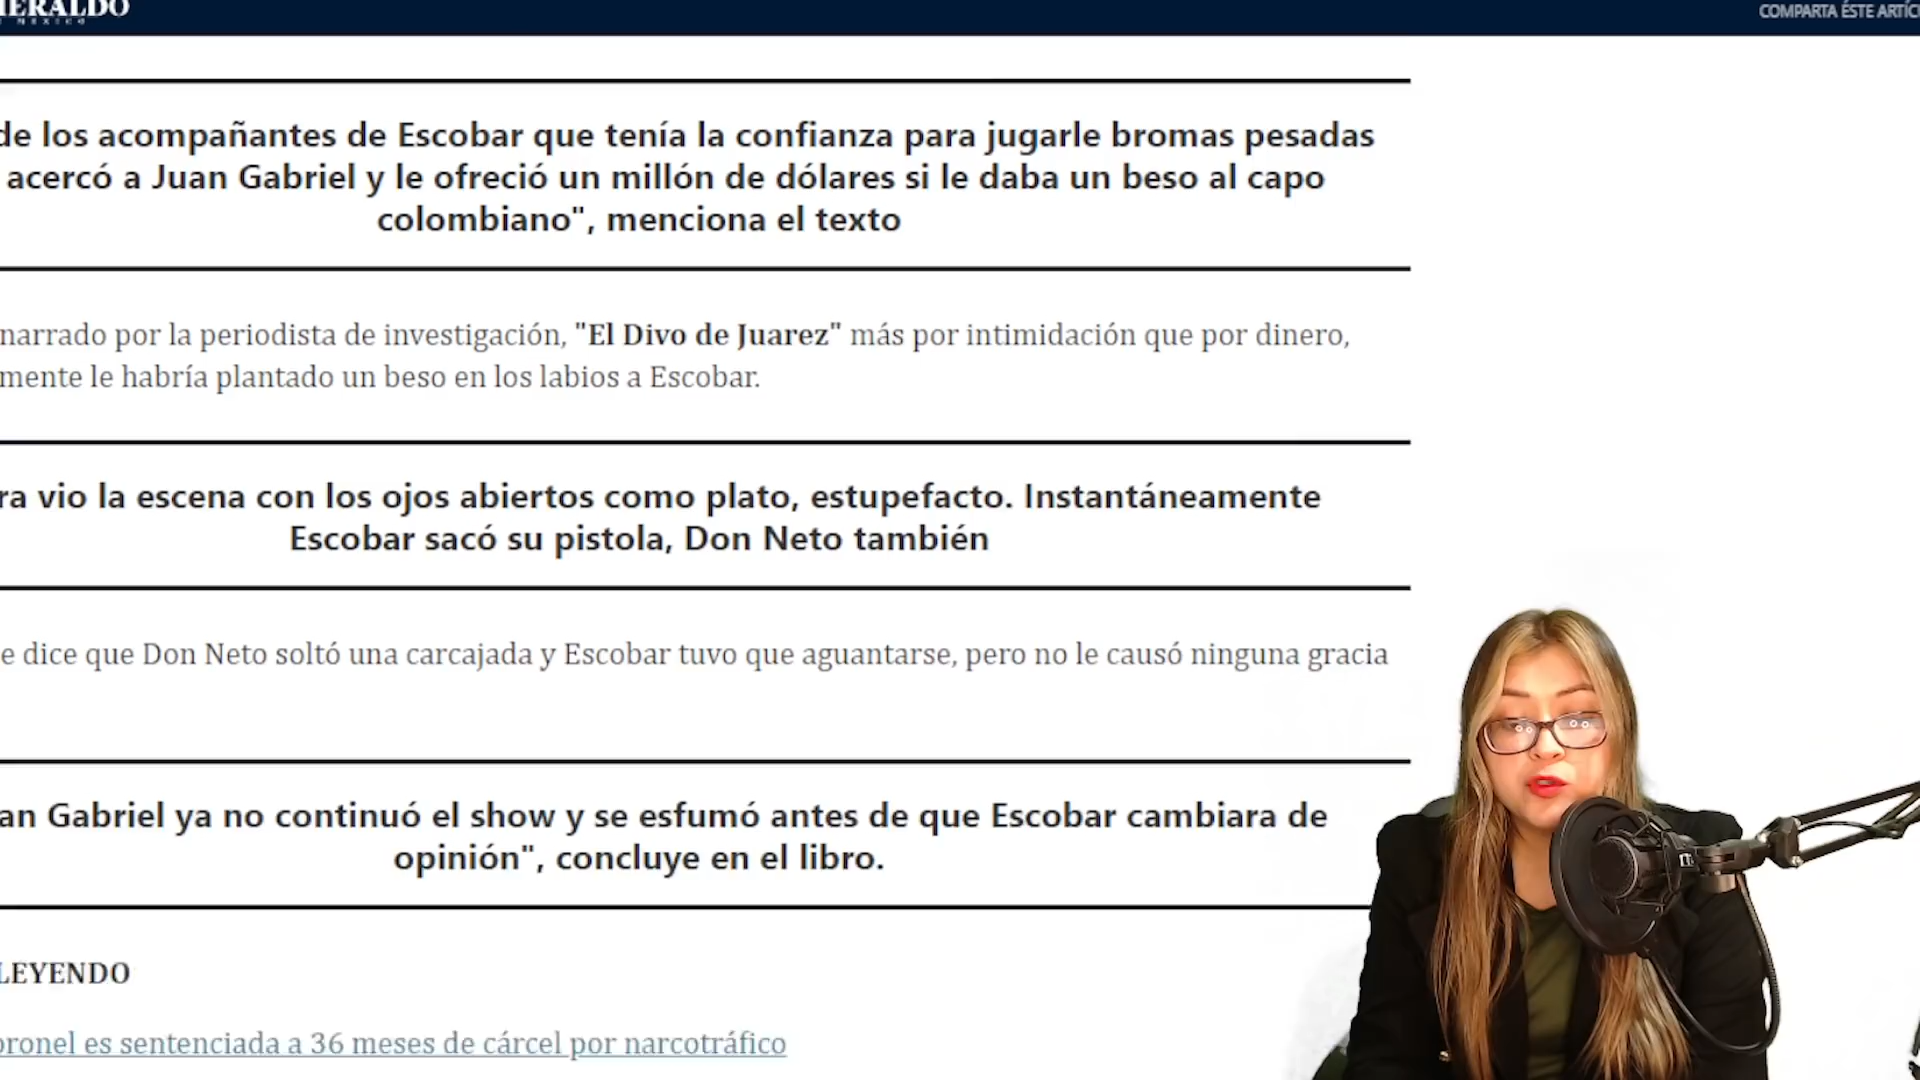 HERALDO
DE MÉXICO
COMPARTA ÉSTE ARTÍC
de los acompañantes de Escobar que tenía la confianza para jugarle bromas pesadas
acercó a Juan Gabriel y le ofreció un millón de dólares si le daba un beso al capo
colombiano", menciona el texto
narrado por la periodista de investigación, "El Divo de Juarez" más por intimidación que por dinero,
mente le habría plantado un beso en los labios a Escobar.
ra vio la escena con los ojos abiertos como plato, estupefacto. Instantáneamente
Escobar sacó su pistola, Don Neto también
e dice que Don Neto soltó una carcajada y Escobar tuvo que aguantarse, pero no le causó ninguna gracia
an Gabriel ya no continuó el show y se esfumó antes de que Escobar cambiara de
opinión", concluye en el libro.
LEYENDO
oronel es sentenciada a 36 meses de cárcel por narcotráfico